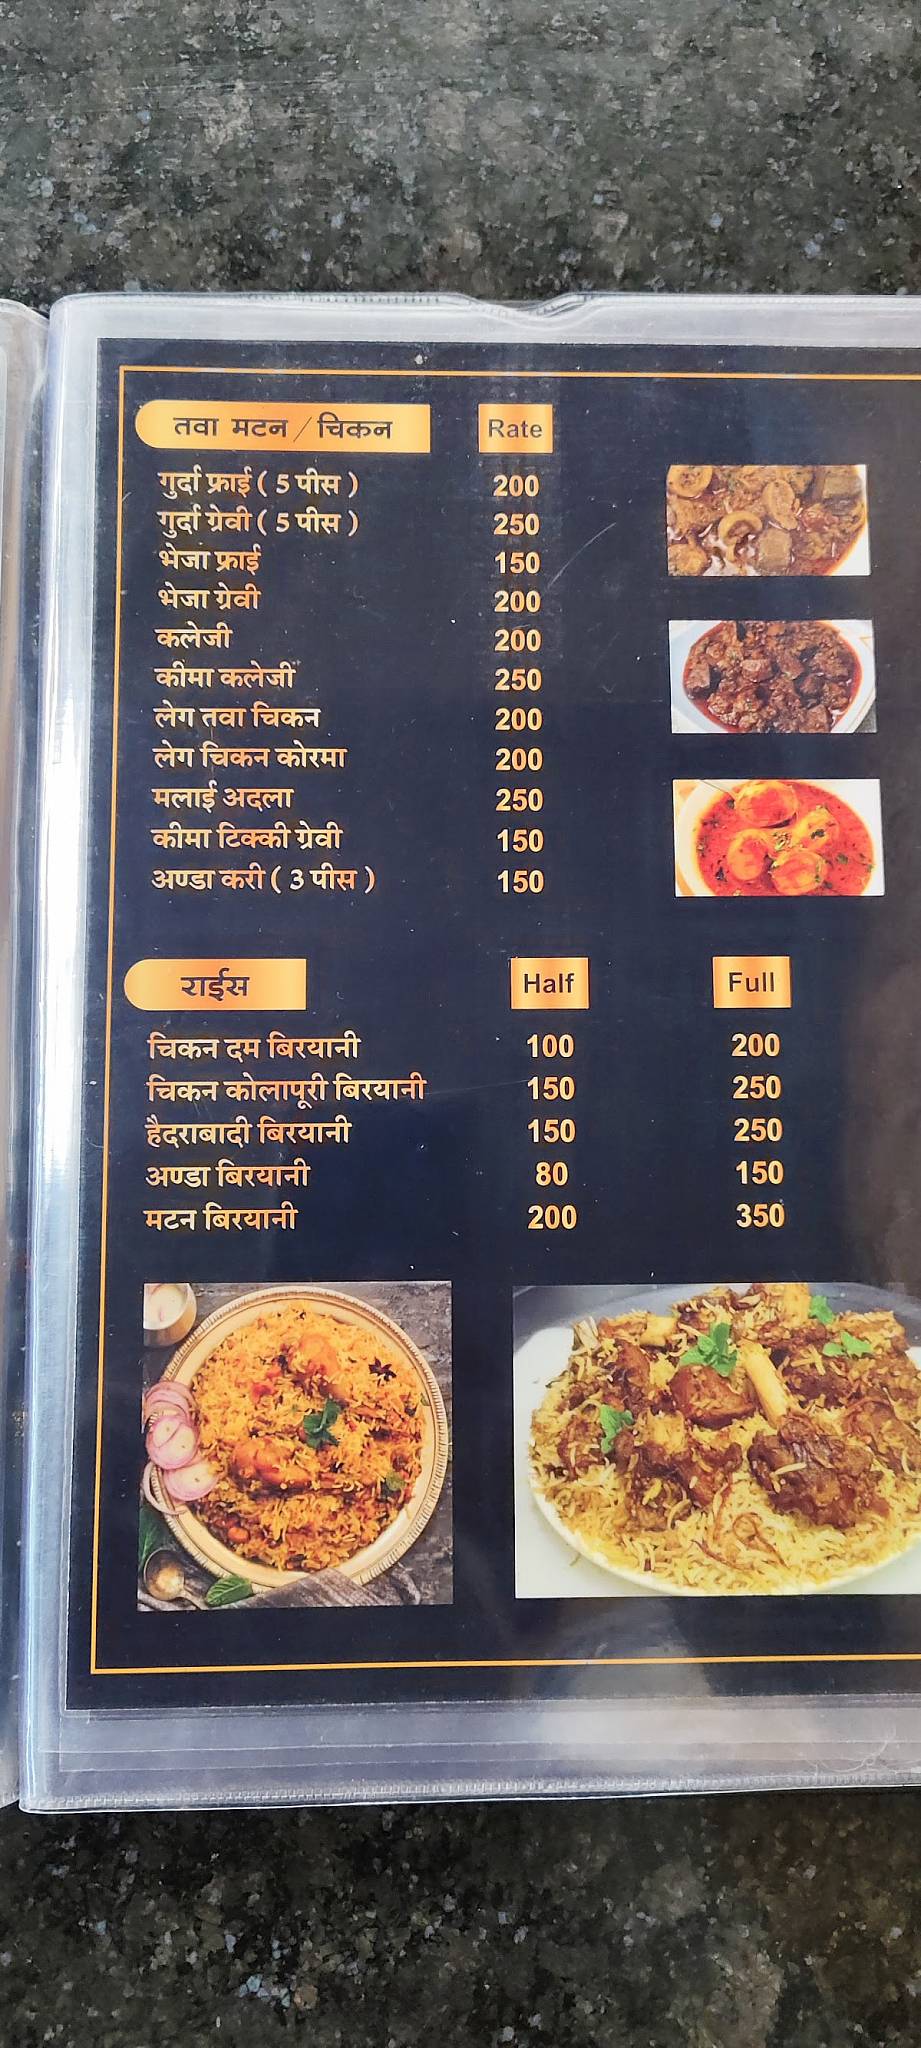 तवा मटन / चिकन Rate
गुर्दा फ्राई ( 5 पीस ) 200
गुर्दा ग्रेवी ( 5 पीस ) 250
भेजा फ्राई 150
भेजा ग्रेवी 200
कलेजी 200
कीमा कलेजी 250
लेग तवा चिकन 200
लेग चिकन कोरमा 200
मलाई अदला 250
कीमा टिक्की ग्रेवी 150
अण्डा करी ( 3 पीस ) 150
राईस Half Full
चिकन दम बिरयानी 100 200
चिकन कोलापूरी बिरयानी 150 250
हैदराबादी बिरयानी 150 250
अण्डा बिरयानी 80 150
मटन बिरयानी 200 350